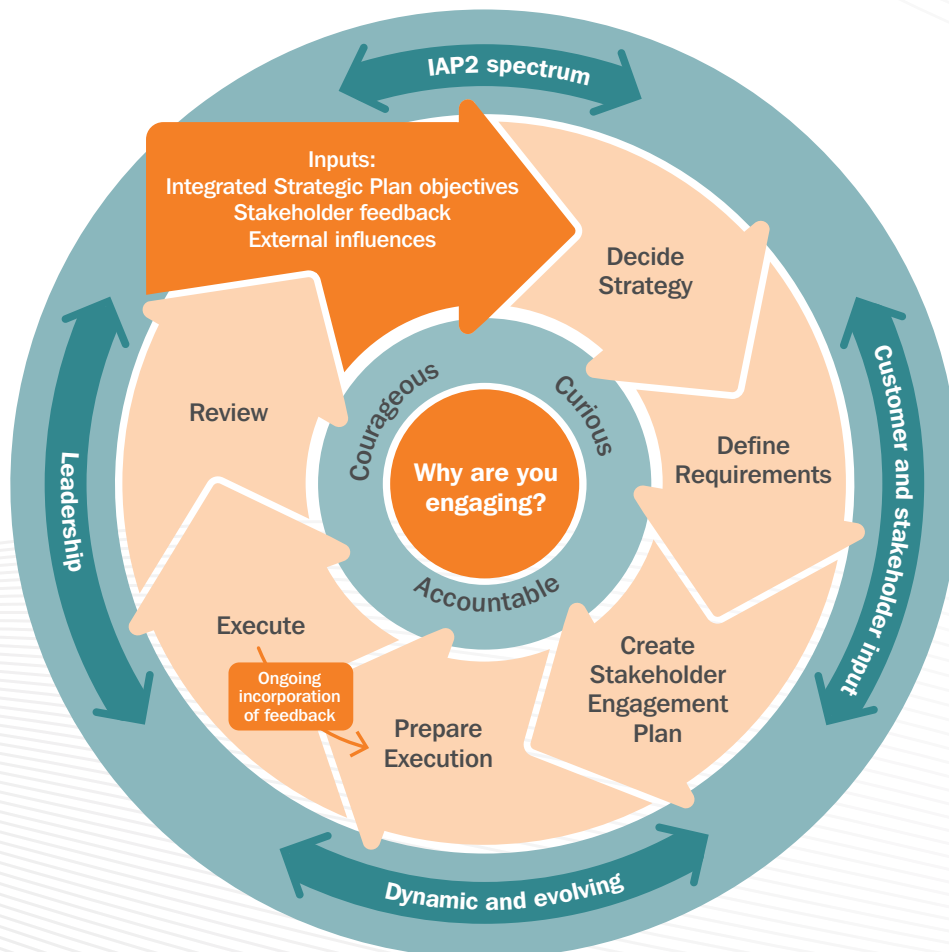 IAP2 spectrum
Inputs:
Integrated Strategic Plan objectives
Stakeholder feedback
External influences
Decide
Strategy
Customer and stakeholder input
Define
Requirements
Create
Stakeholder
Engagement
Plan
Prepare
Execution
Execute
Ongoing
incorporation
of feedback
Review
Leadership
Dynamic and evolving
Courageous
Curious
Accountable
Why are you
engaging?